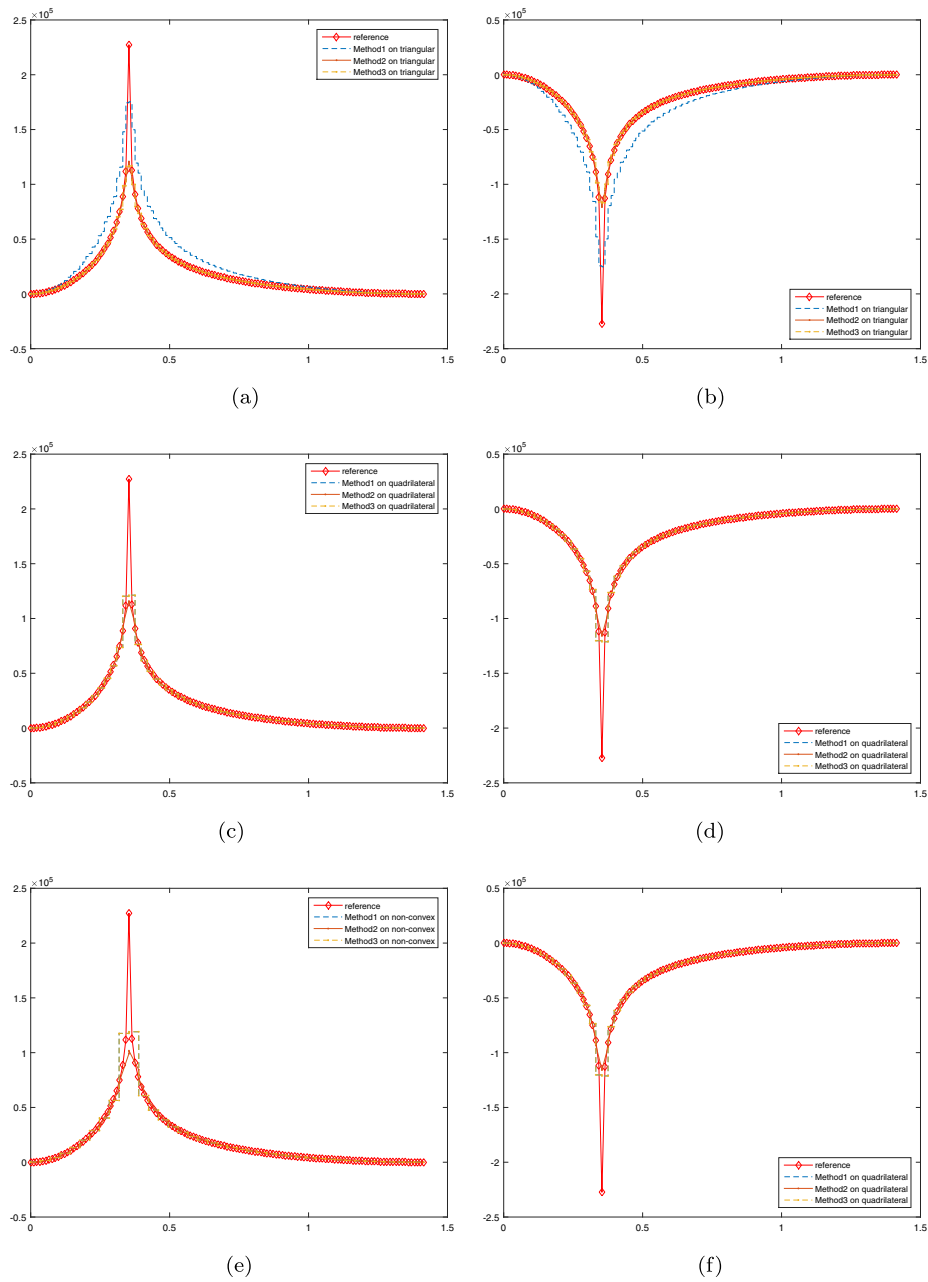 ×10^5
2.5
2
1.5
1
0.5
0
-0.5
0 0.5 1 1.5
reference
Method1 on triangular
Method2 on triangular
Method3 on triangular
(a)
×10^5
0.5
0
-0.5
-1
-1.5
-2
-2.5
0 0.5 1 1.5
reference
Method1 on triangular
Method2 on triangular
Method3 on triangular
(b)
×10^5
2.5
2
1.5
1
0.5
0
-0.5
0 0.5 1 1.5
reference
Method1 on quadrilateral
Method2 on quadrilateral
Method3 on quadrilateral
(c)
×10^5
0.5
0
-0.5
-1
-1.5
-2
-2.5
0 0.5 1 1.5
reference
Method1 on quadrilateral
Method2 on quadrilateral
Method3 on quadrilateral
(d)
×10^5
2.5
2
1.5
1
0.5
0
-0.5
0 0.5 1 1.5
reference
Method1 on non-convex
Method2 on non-convex
Method3 on non-convex
(e)
×10^5
0.5
0
-0.5
-1
-1.5
-2
-2.5
0 0.5 1 1.5
reference
Method1 on quadrilateral
Method2 on quadrilateral
Method3 on quadrilateral
(f)